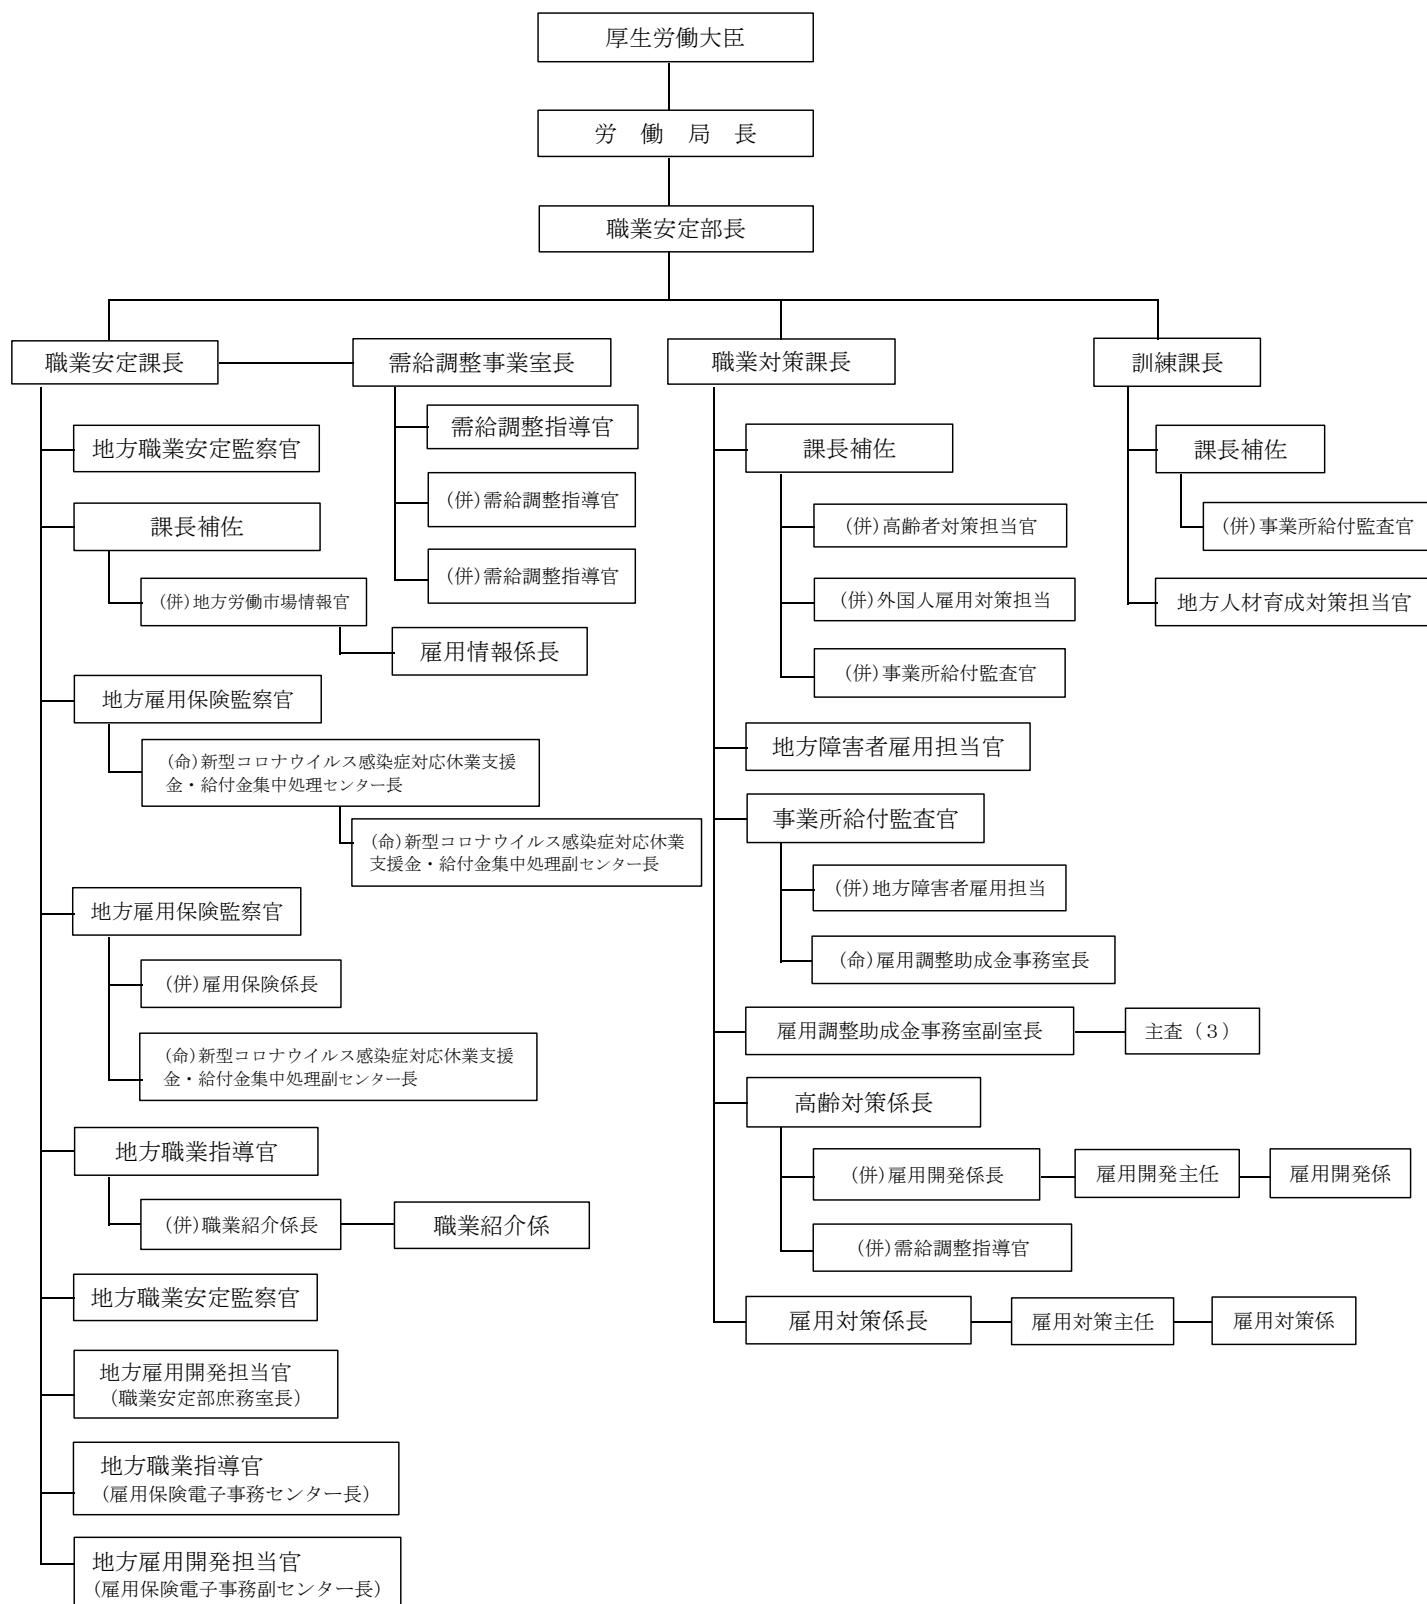 厚生労働大臣
労　働　局　長
職業安定部長
職業安定課長
需給調整事業室長
需給調整指導官
(併)需給調整指導官
(併)需給調整指導官
地方職業安定監察官
課長補佐
(併)地方労働市場情報官
雇用情報係長
地方雇用保険監察官
(命)新型コロナウイルス感染症対応休業支援
金・給付金集中処理センター長
(命)新型コロナウイルス感染症対応休業
支援金・給付金集中処理副センター長
地方雇用保険監察官
(併)雇用保険係長
(命)新型コロナウイルス感染症対応休業支援
金・給付金集中処理副センター長
地方職業指導官
(併)職業紹介係長
職業紹介係
地方職業安定監察官
地方雇用開発担当官
(職業安定部庶務室長)
地方職業指導官
(雇用保険電子事務センター長)
地方雇用開発担当官
(雇用保険電子事務副センター長)
職業対策課長
課長補佐
(併)高齢者対策担当官
(併)外国人雇用対策担当
(併)事業所給付監査官
地方障害者雇用担当官
事業所給付監査官
(併)地方障害者雇用担当
(命)雇用調整助成金事務室長
雇用調整助成金事務室副室長
主査（３）
高齢対策係長
(併)雇用開発係長
雇用開発主任
雇用開発係
(併)需給調整指導官
雇用対策係長
雇用対策主任
雇用対策係
訓練課長
課長補佐
(併)事業所給付監査官
地方人材育成対策担当官